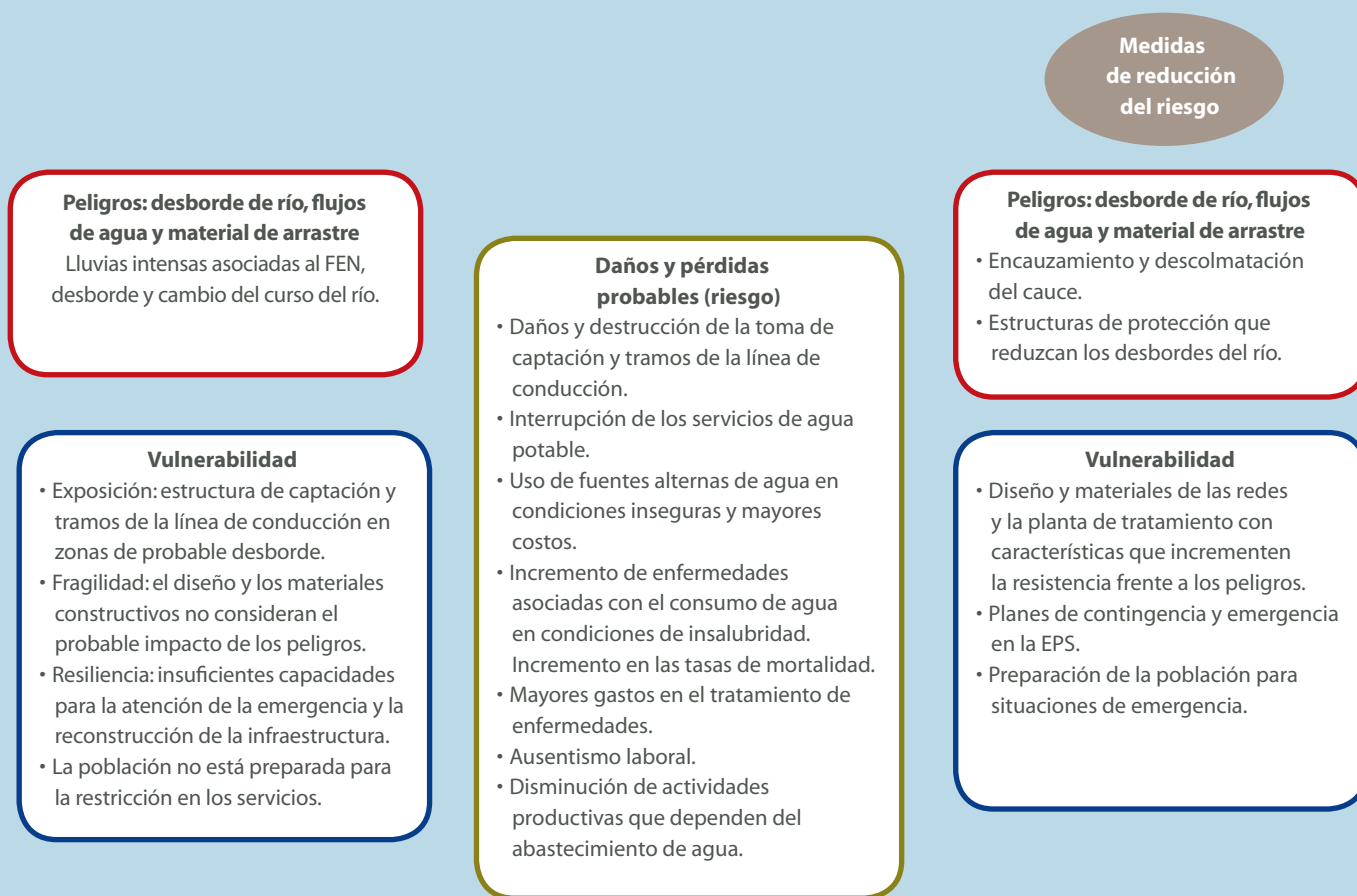 Medidas
de reducción
del riesgo
Peligros: desborde de río, flujos
de agua y material de arrastre
Lluvias intensas asociadas al FEN,
desborde y cambio del curso del río.
Vulnerabilidad
• Exposición: estructura de captación y
tramos de la línea de conducción en
zonas de probable desborde.
• Fragilidad: el diseño y los materiales
constructivos no consideran el
probable impacto de los peligros.
• Resiliencia: insuficientes capacidades
para la atención de la emergencia y la
reconstrucción de la infraestructura.
• La población no está preparada para
la restricción en los servicios.
Daños y pérdidas
probables (riesgo)
• Daños y destrucción de la toma de
captación y tramos de la línea de
conducción.
• Interrupción de los servicios de agua
potable.
• Uso de fuentes alternas de agua en
condiciones inseguras y mayores
costos.
• Incremento de enfermedades
asociadas con el consumo de agua
en condiciones de insalubridad.
Incremento en las tasas de mortalidad.
• Mayores gastos en el tratamiento de
enfermedades.
• Ausentismo laboral.
• Disminución de actividades
productivas que dependen del
abastecimiento de agua.
Peligros: desborde de río, flujos
de agua y material de arrastre
• Encauzamiento y descolmatación
del cauce.
• Estructuras de protección que
reduzcan los desbordes del río.
Vulnerabilidad
• Diseño y materiales de las redes
y la planta de tratamiento con
características que incrementen
la resistencia frente a los peligros.
• Planes de contingencia y emergencia
en la EPS.
• Preparación de la población para
situaciones de emergencia.